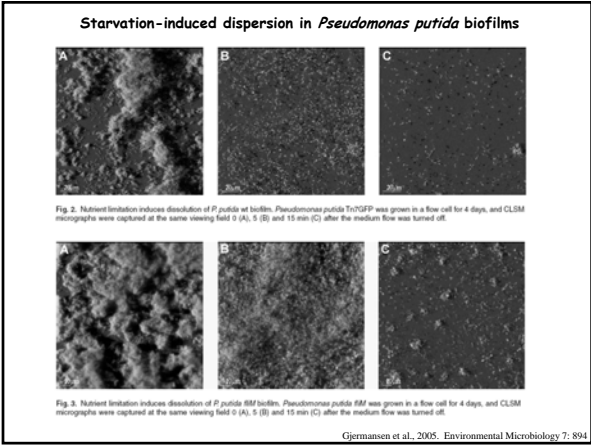 Starvation-induced dispersion in Pseudomonas putida biofilms
A
B
C
Fig. 2. Nutrient limitation induces dissolution of P. putida wt biofilm. Pseudomonas putida Tn7GFP was grown in a flow cell for 4 days, and CLSM
micrographs were captured at the same viewing field 0 (A), 5 (B) and 15 min (C) after the medium flow was turned off.
A
B
C
Fig. 3. Nutrient limitation induces dissolution of P. putida fliM biofilm. Pseudomonas putida fliM was grown in a flow cell for 4 days, and CLSM
micrographs were captured at the same viewing field 0 (A), 5 (B) and 15 min (C) after the medium flow was turned off.
Gjermansen et al., 2005. Environmental Microbiology 7: 894